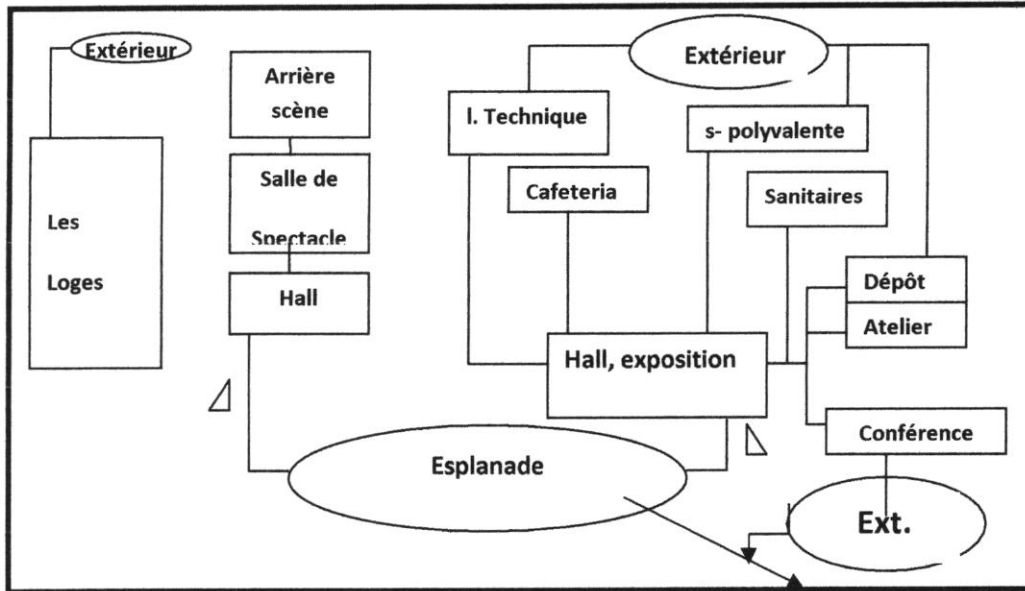 Extérieur
Arrière
scène
Extérieur
l. Technique
s- polyvalente
Salle de
Spectacle
Cafeteria
Sanitaires
Les
Loges
Hall
Dépôt
Atelier
Hall, exposition
Conférence
Esplanade
Ext.